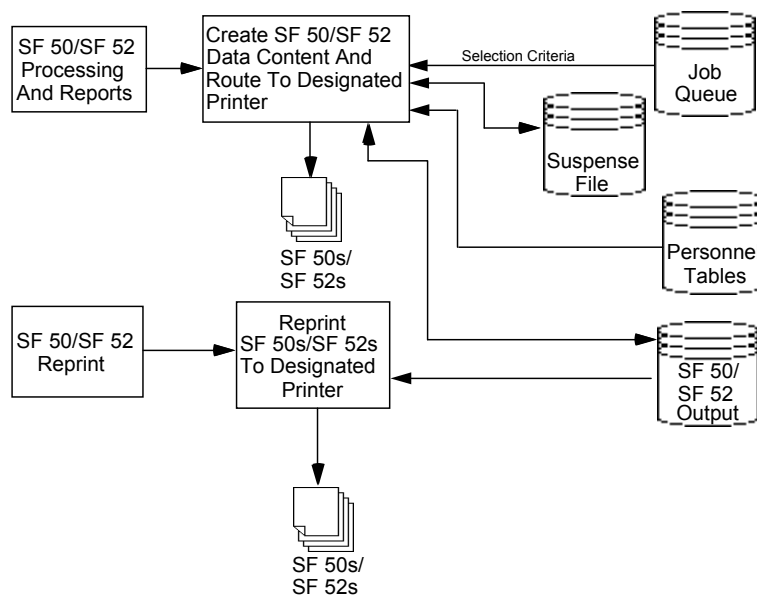 SF 50/SF 52
Processing
And Reports
Create SF 50/SF 52
Data Content And
Route To Designated
Printer
Selection Criteria
Job
Queue
Suspense
File
SF 50s/
SF 52s
Personne
Tables
SF 50/SF 52
Reprint
Reprint
SF 50s/SF 52s
To Designated
Printer
SF 50/
SF 52
Output
SF 50s/
SF 52s